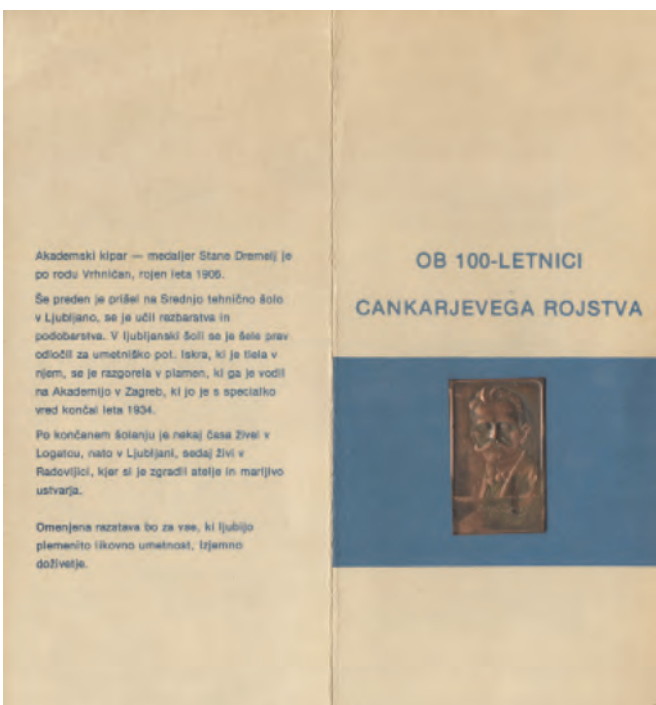 Akademski kipar — medaljer Stane Dremelj je
po rodu Vrhničan, rojen leta 1906.
Še preden je prišel na Srednjo tehnično šolo
v Ljubljano, se je učil rezbarstva in
podobarstva. V ljubljanski šoli se je šele prav
odločil za umetniško pot. Iskra, ki je tlela v
njem, se je razgorela v plamen, ki ga je vodil
na Akademijo v Zagreb, ki jo je s specialko
vred končal leta 1934.
Po končanem šolanju je nekaj časa živel v
Logatcu, nato v Ljubljani, sedaj živi v
Radovljici, kjer si je zgradil atelje in marljivo
ustvarja.
Omenjena razstava bo za vse, ki ljubijo
plemenito likovno umetnost, izjemno
doživetje.
OB 100-LETNICI
CANKARJEVEGA ROJSTVA